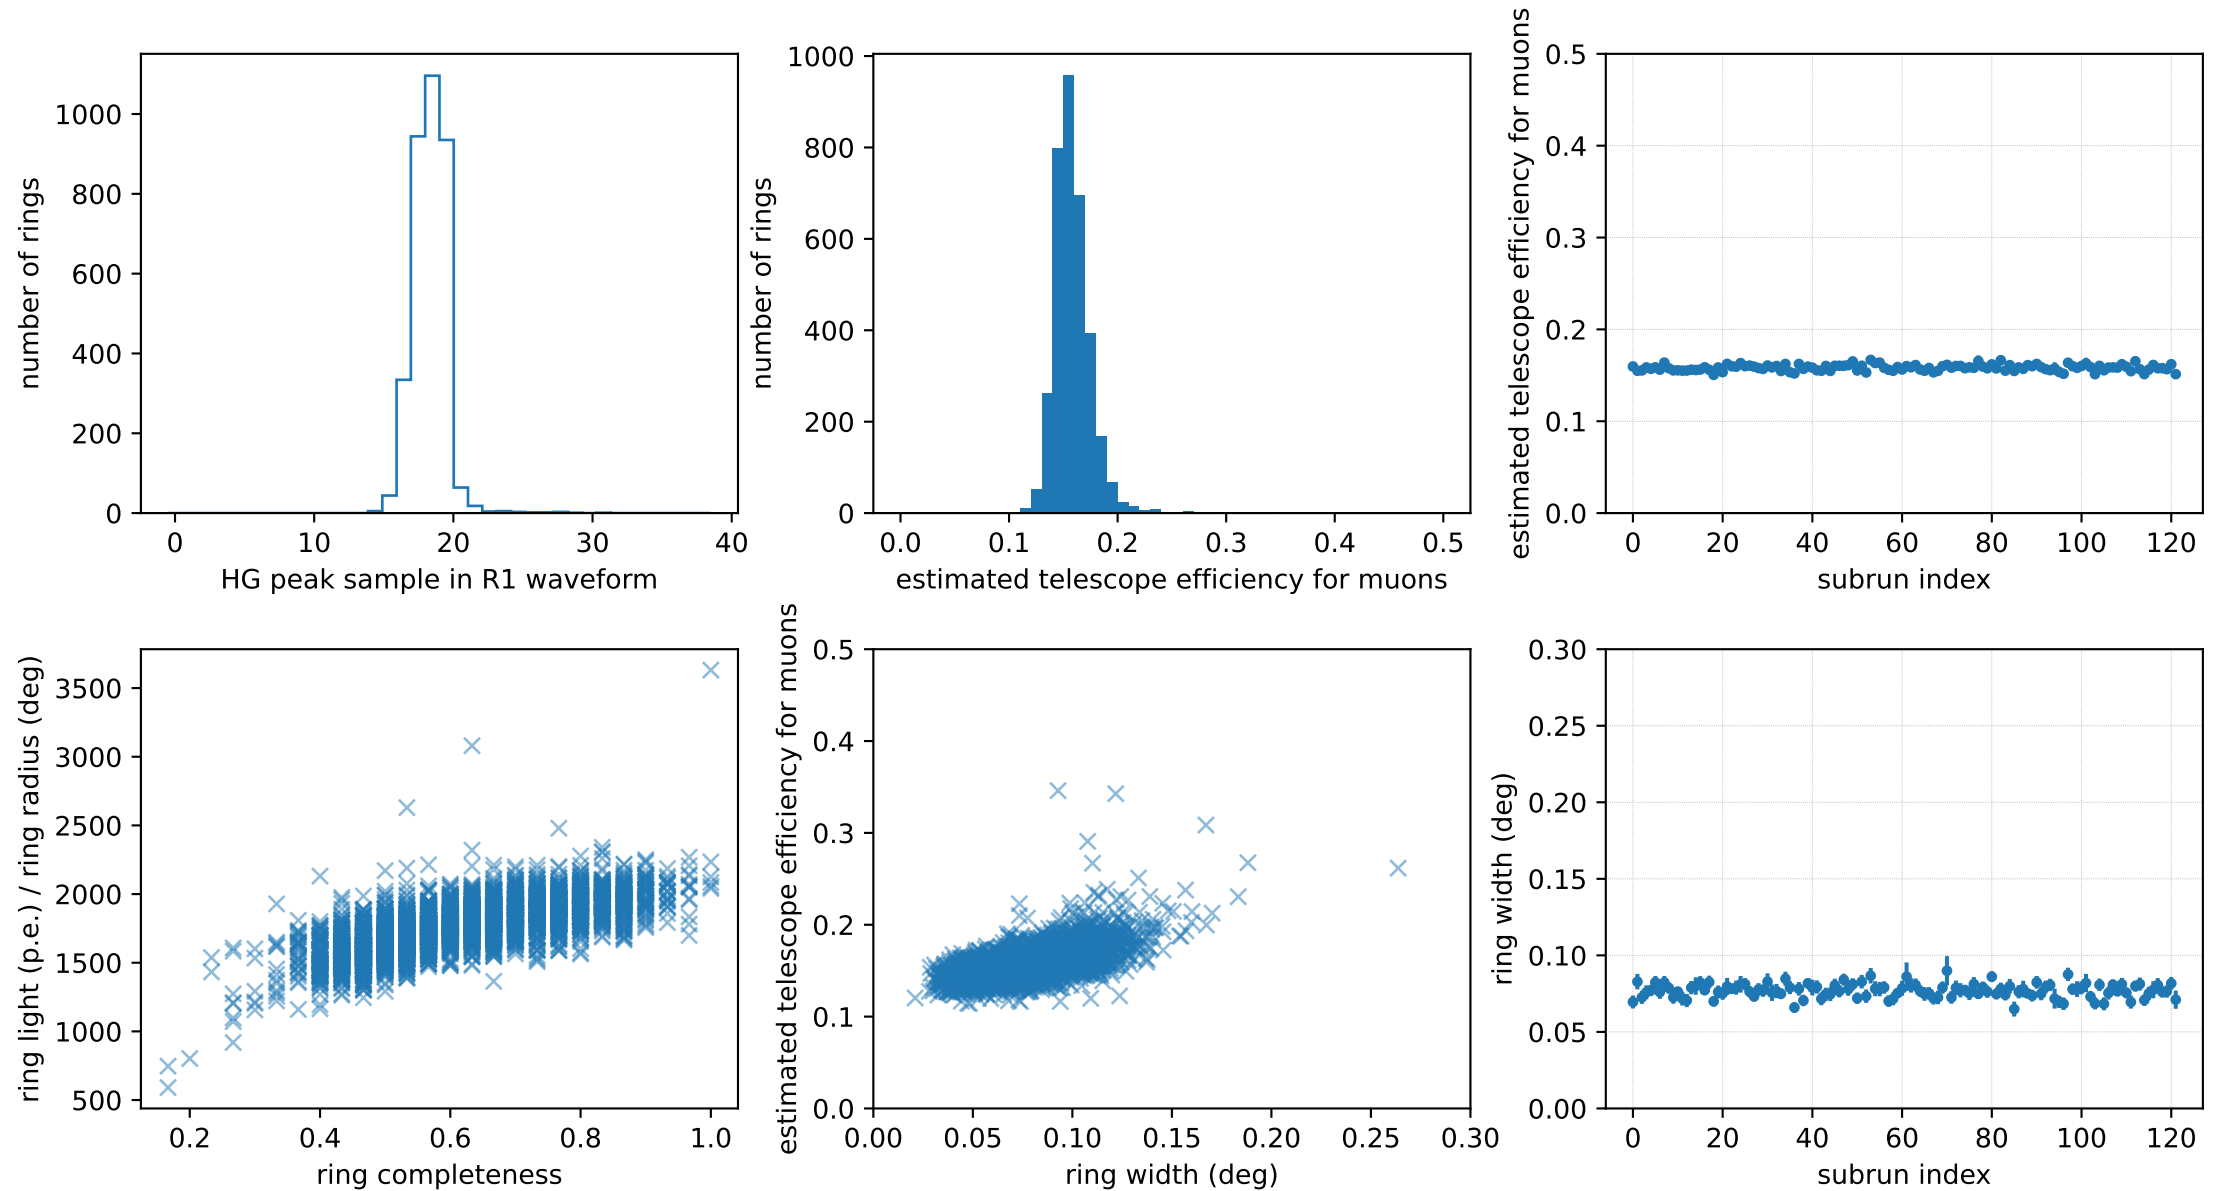 number of rings
1000
800
600
400
200
0
0 10 20 30 40
HG peak sample in R1 waveform
number of rings
1000
800
600
400
200
0
0.0 0.1 0.2 0.3 0.4 0.5
estimated telescope efficiency for muons
estimated telescope efficiency for muons
0.5
0.4
0.3
0.2
0.1
0.0
0 20 40 60 80 100 120
subrun index
ring light (p.e.) / ring radius (deg)
3500
3000
2500
2000
1500
1000
500
0.2 0.4 0.6 0.8 1.0
ring completeness
estimated telescope efficiency for muons
0.5
0.4
0.3
0.2
0.1
0.0
0.00 0.05 0.10 0.15 0.20 0.25 0.30
ring width (deg)
ring width (deg)
0.30
0.25
0.20
0.15
0.10
0.05
0.00
0 20 40 60 80 100 120
subrun index